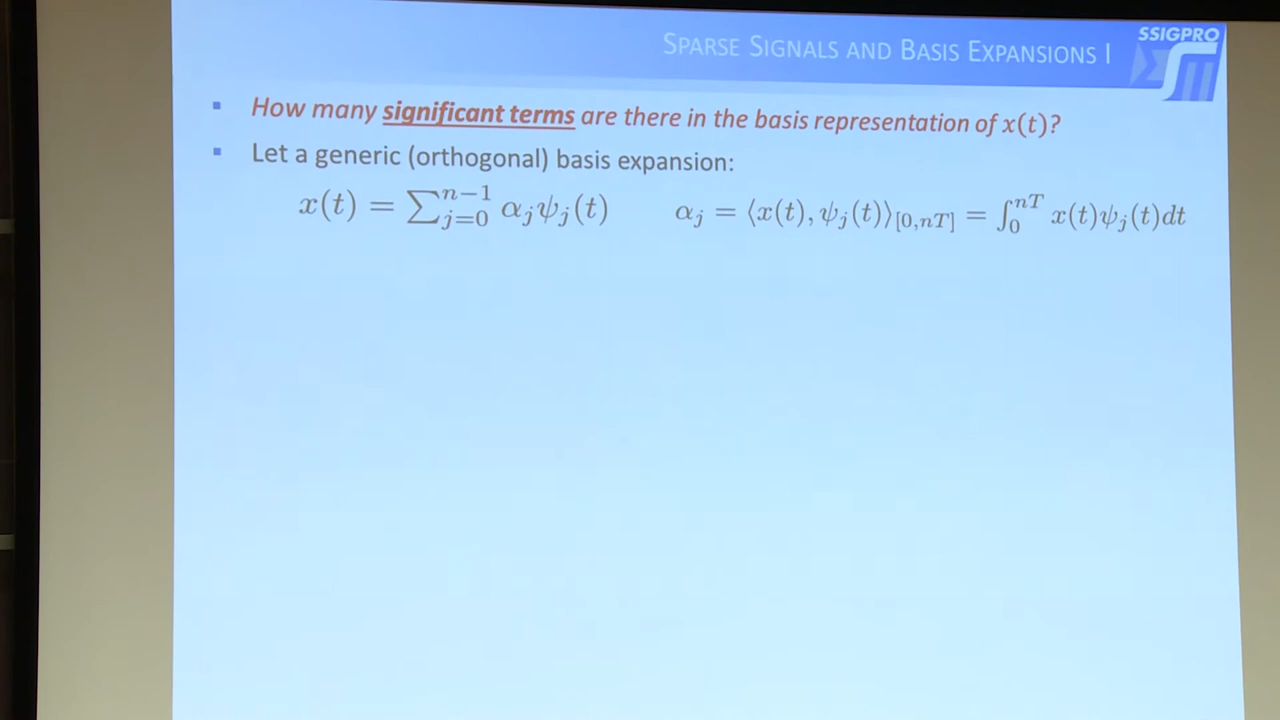 SPARSE SIGNALS AND BASIS EXPANSIONS I
SSIGPRO
▪ How many significant terms are there in the basis representation of x(t)?
▪ Let a generic (orthogonal) basis expansion:
x(t) = ∑_{j=0}^{n−1} α_j ψ_j(t)   α_j = ⟨x(t), ψ_j(t)⟩_{[0,nT]} = ∫_0^{nT} x(t)ψ_j(t)dt